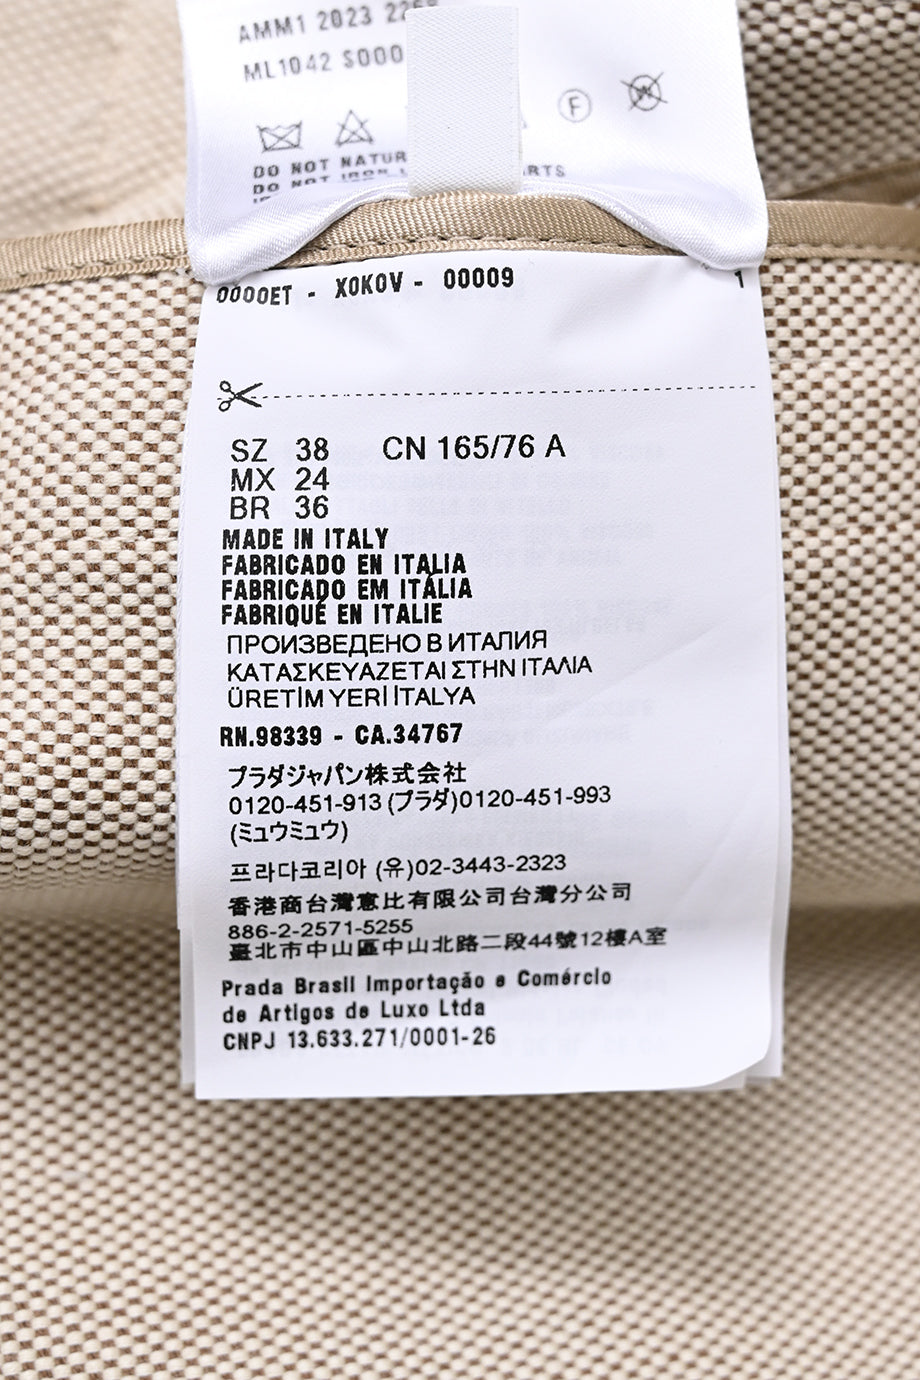 AMM1 2023
ML1042 S000
F
W
DO NOT NATUR
RTS
DO NOT IRON
0000ET - X0K0V - 00009
1
SZ 38 CN 165/76 A
MX 24
BR 36
MADE IN ITALY
FABRICADO EN ITALIA
FABRICADO EM ITÁLIA
FABRIQUÉ EN ITALIE
ПРОИЗВЕДЕНО В ИТАЛИЯ
ΚΑΤΑΣΚΕΥΑΖΕΤΑΙ ΣΤΗΝ ΙΤΑΛΙΑ
ÜRETİM YERİ İTALYA
RN.98339 - CA.34767
プラダジャパン株式会社
0120-451-913 (プラダ)0120-451-993
(ミュウミュウ)
프라다코리아 (유)02-3443-2323
香港商台灣意比有限公司台灣分公司
886-2-2571-5255
臺北市中山區中山北路二段44號12樓A室
Prada Brasil Importação e Comércio
de Artigos de Luxo Ltda
CNPJ 13.633.271/0001-26